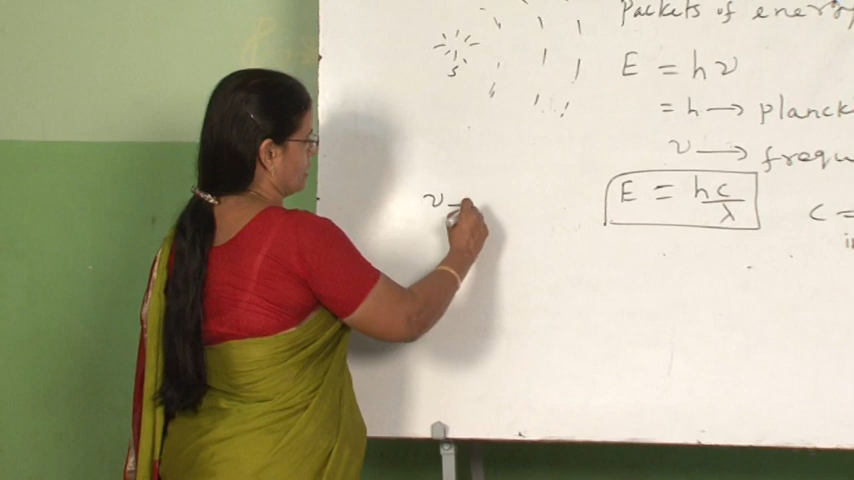 Packets of energy
E = hν
= h → planck
ν → frequ
E = hc/λ
c =
ν
s